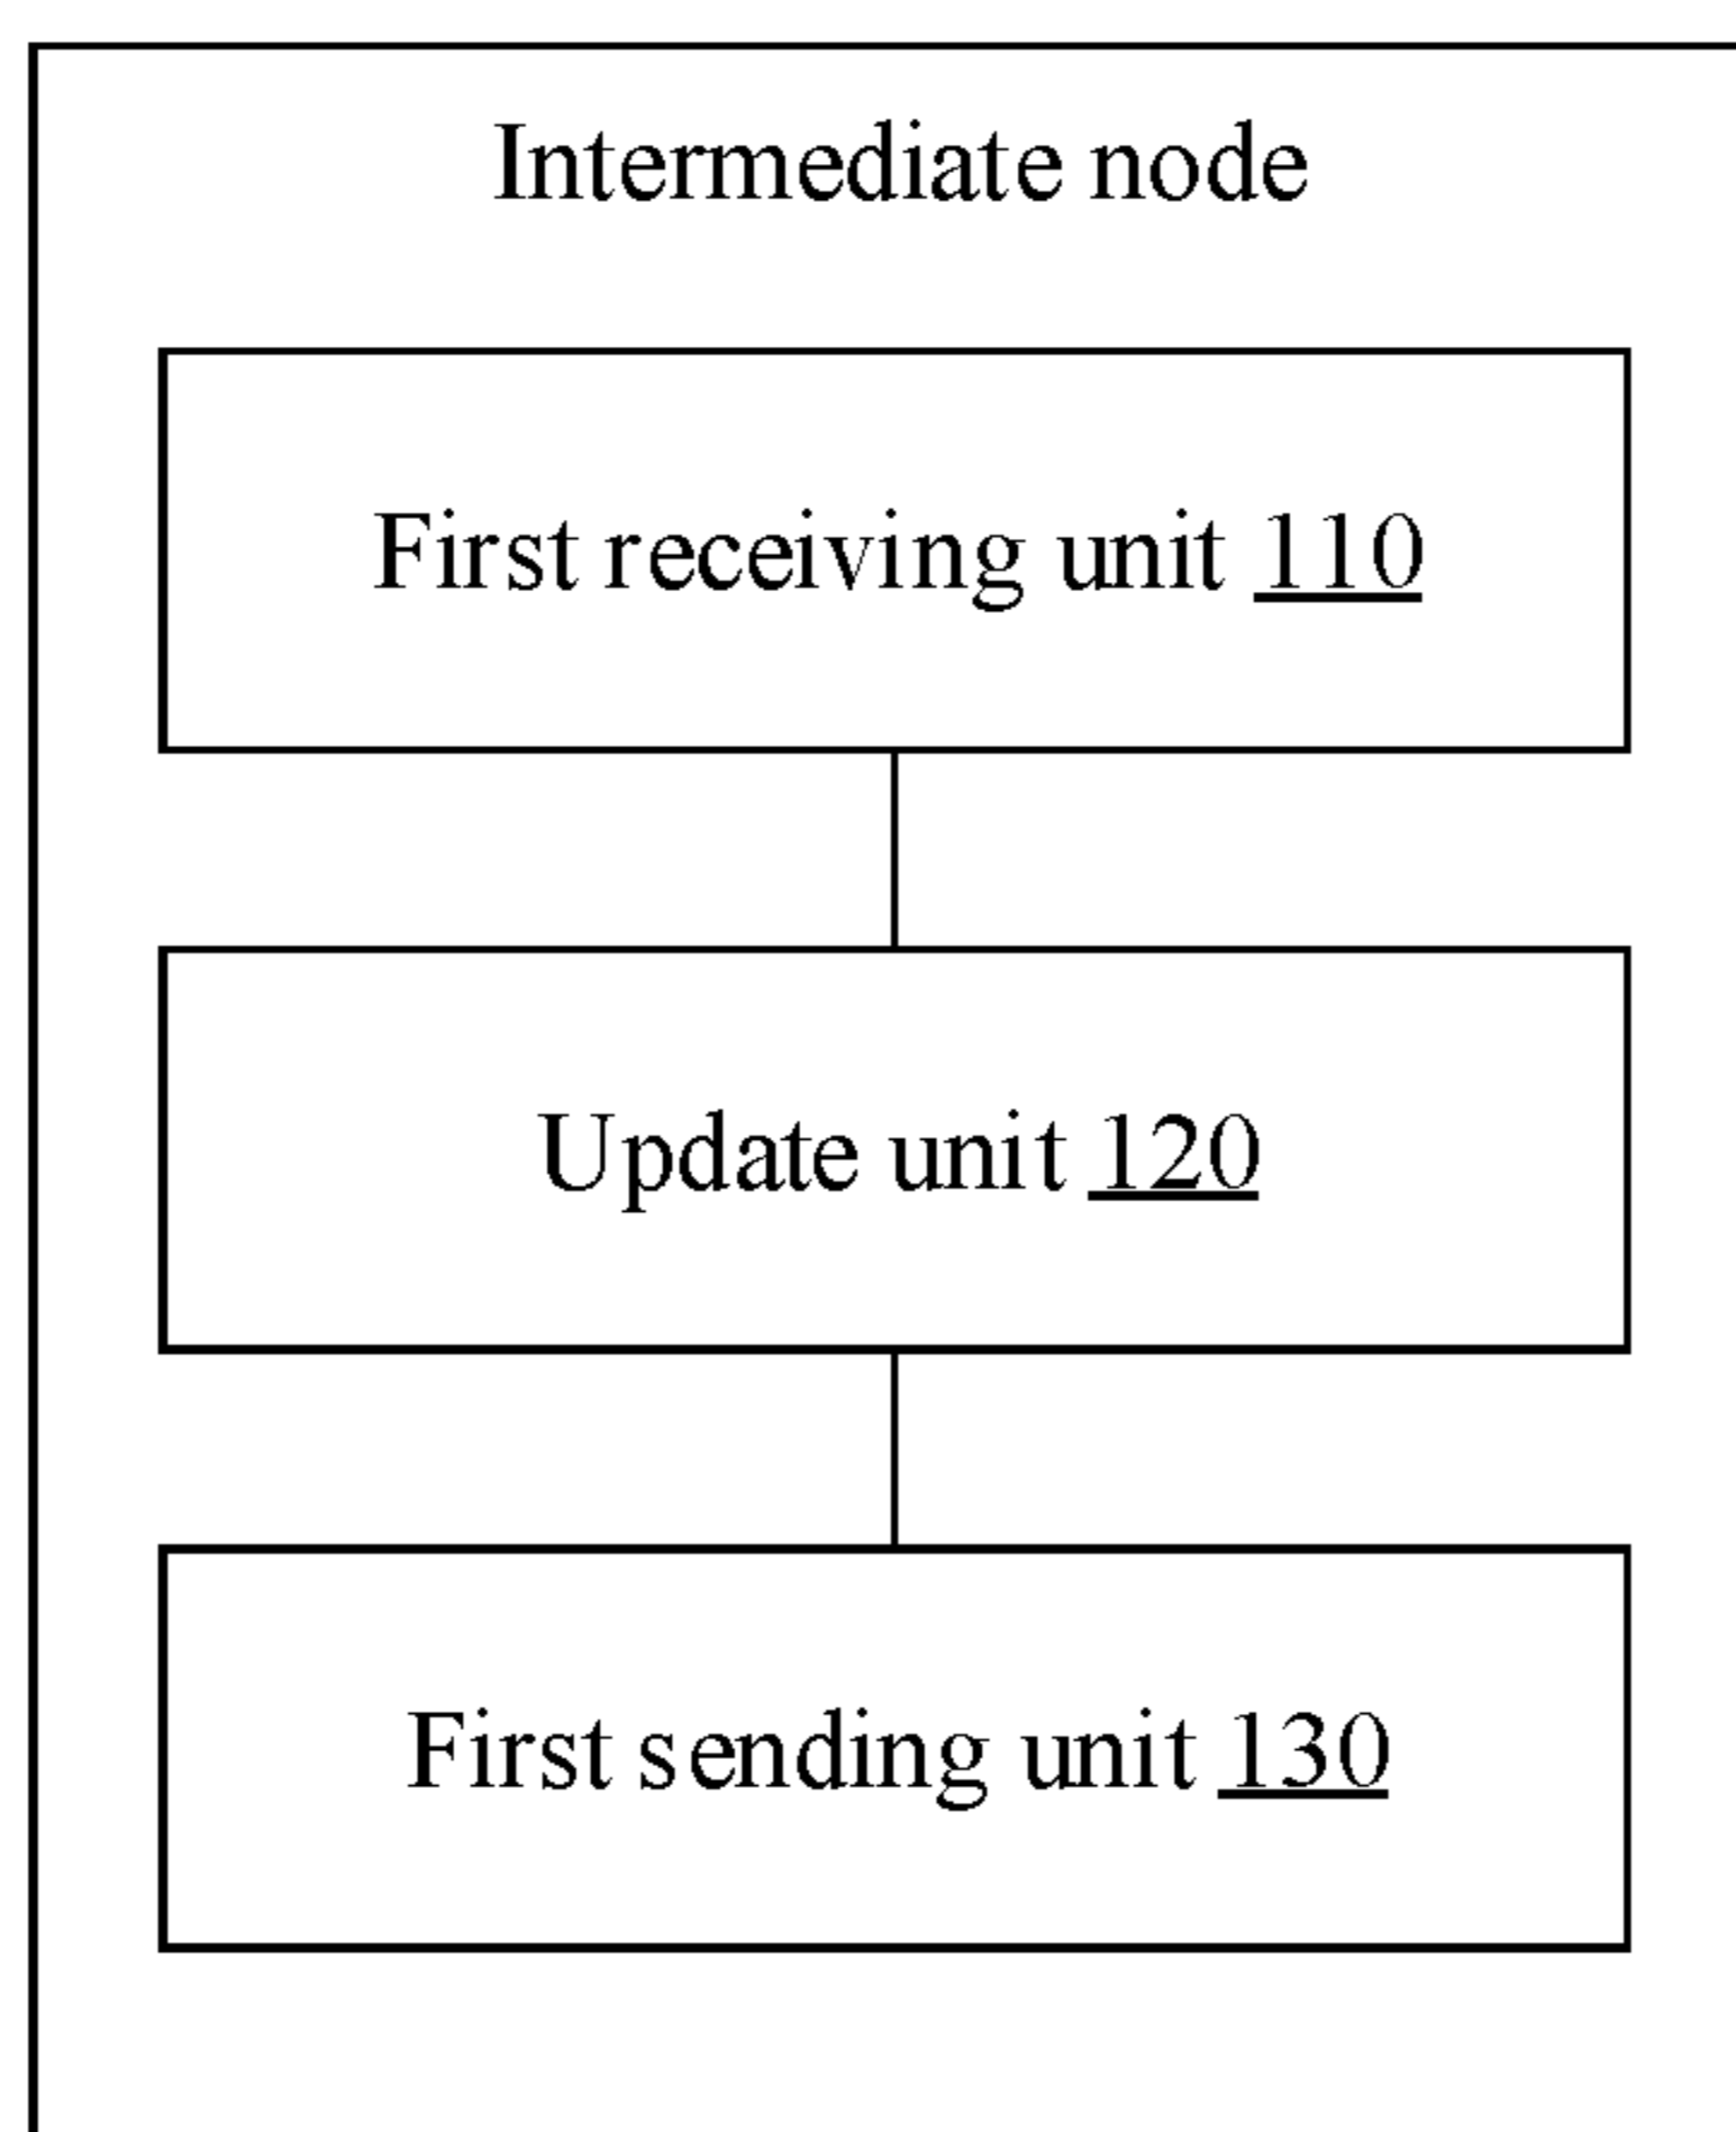 Intermediate node
First receiving unit 110
Update unit 120
First sending unit 130